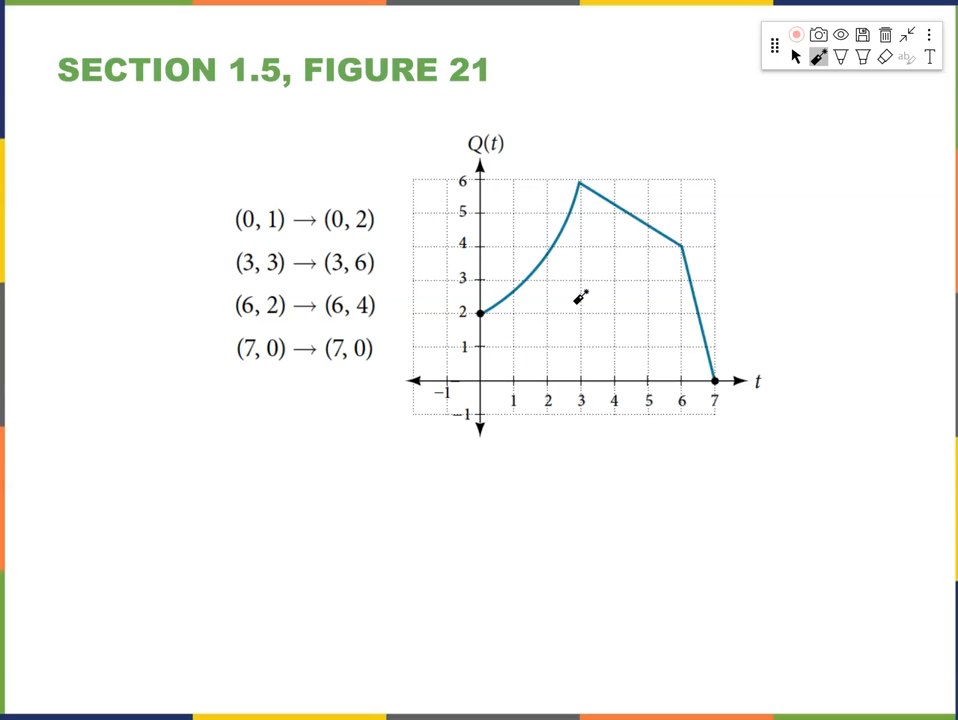 SECTION 1.5, FIGURE 21
Q(t)
(0, 1) → (0, 2)
(3, 3) → (3, 6)
(6, 2) → (6, 4)
(7, 0) → (7, 0)
6
5
4
3
2
1
−1
−1 1 2 3 4 5 6 7
t
ab
T